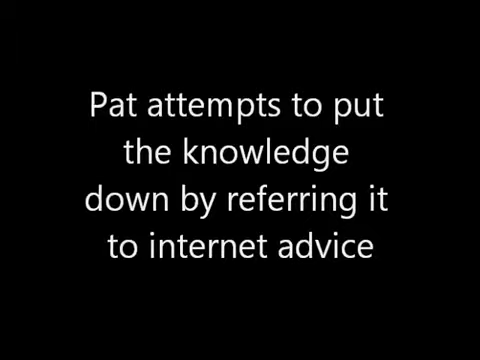 Pat attempts to put
the knowledge
down by referring it
to internet advice